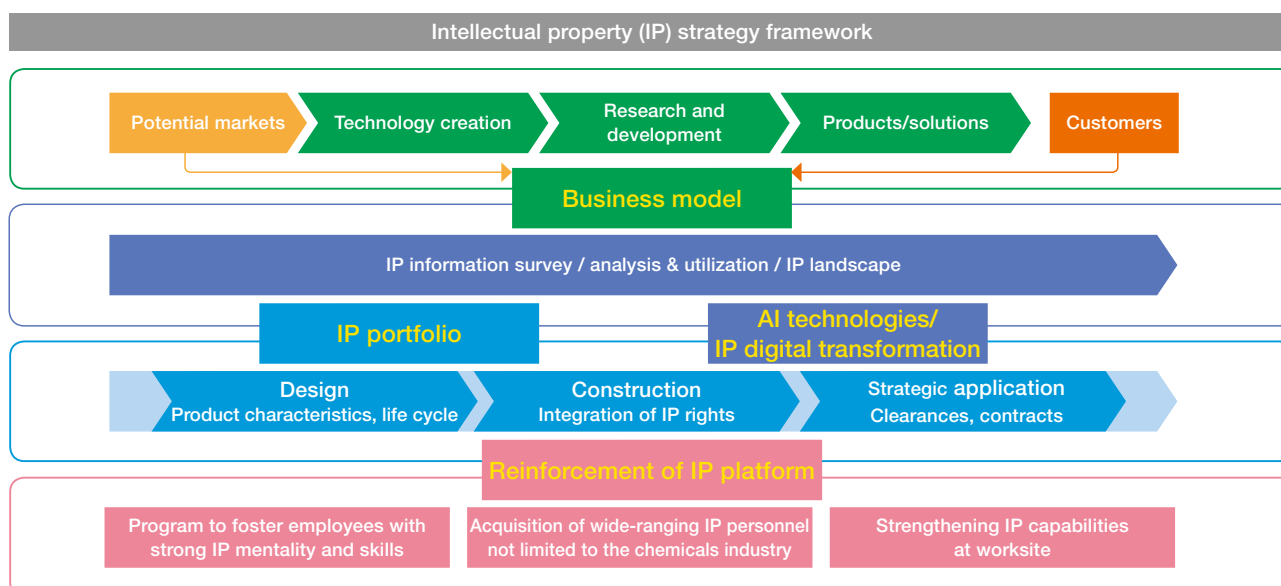 Intellectual property (IP) strategy framework
Potential markets
Technology creation
Research and
development
Products/solutions
Customers
Business model
IP information survey / analysis & utilization / IP landscape
IP portfolio
AI technologies/
IP digital transformation
Design
Product characteristics, life cycle
Construction
Integration of IP rights
Strategic application
Clearances, contracts
Reinforcement of IP platform
Program to foster employees with
strong IP mentality and skills
Acquisition of wide-ranging IP personnel
not limited to the chemicals industry
Strengthening IP capabilities
at worksite